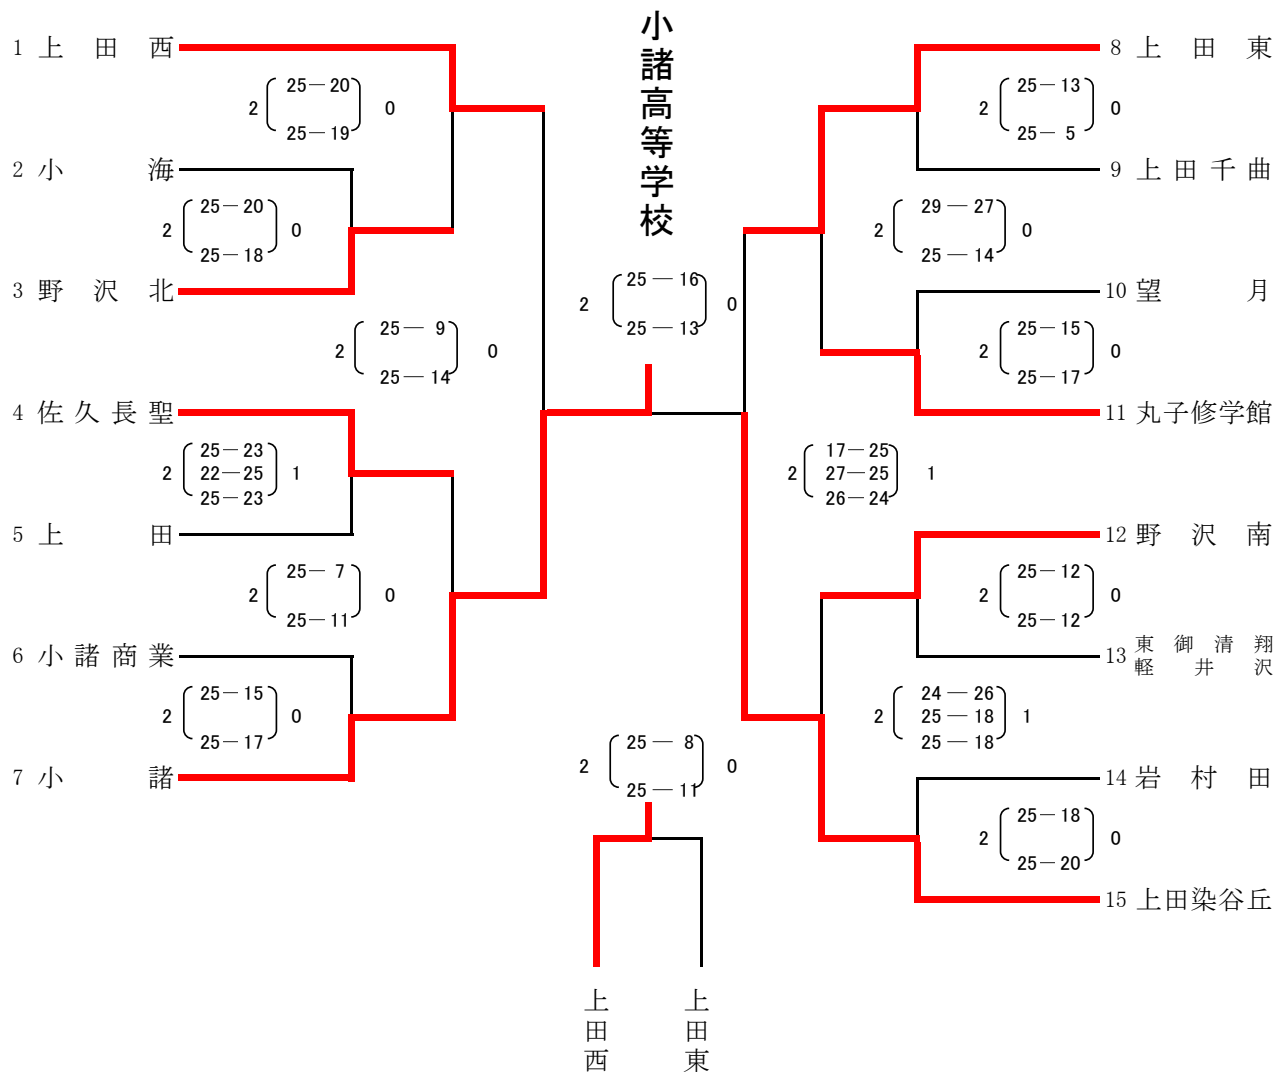 小諸高等学校
1 上田西
2 25－20 0
25－19
2 小海
2 25－20 0
25－18
3 野沢北
2 25－9 0
25－14
4 佐久長聖
25－23
2 22－25 1
25－23
5 上田
2 25－7 0
25－11
6 小諸商業
2 25－15 0
25－17
7 小諸
2 25－16 0
25－13
8 上田東
2 25－13 0
25－5
9 上田千曲
2 29－27 0
25－14
10 望月
2 25－15 0
25－17
11 丸子修学館
17－25
2 27－25 1
26－24
12 野沢南
2 25－12 0
25－12
13 東御清翔
軽井沢
24－26
2 25－18 1
25－18
14 岩村田
2 25－18 0
25－20
15 上田染谷丘
2 25－8 0
25－11
上田西
上田東